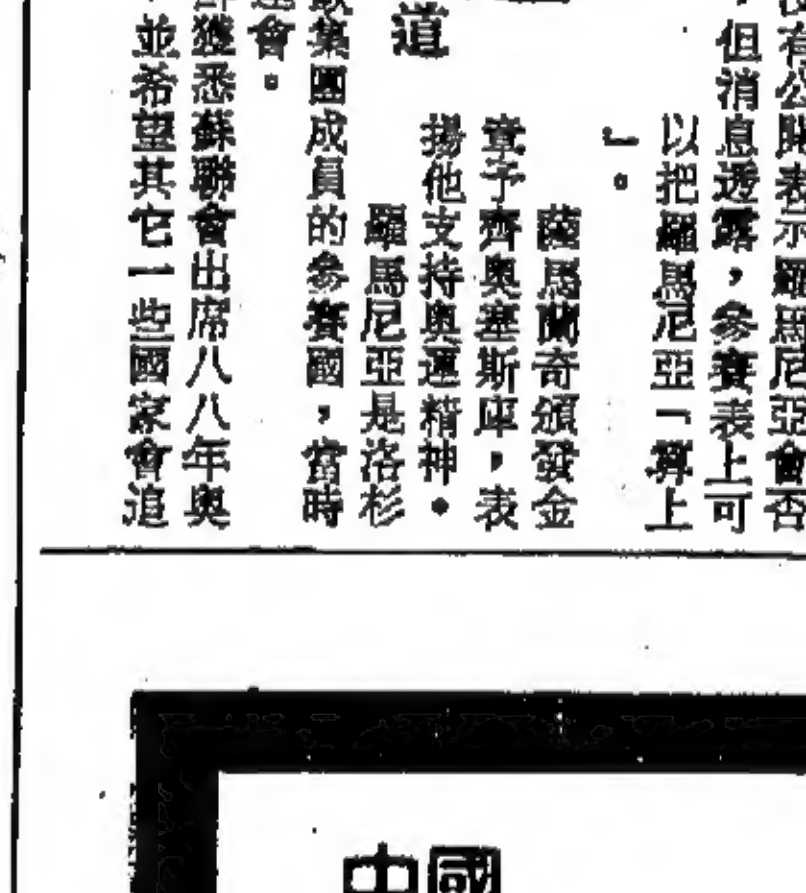 沒有公開表示羅馬尼亞會否
，但消息透露，參賽表上可
以把羅馬尼亞「算上
」。
薩馬蘭奇頒發金
章予齊奧塞斯庫，表
揚他支持奧運精神。
羅馬尼亞是洛杉
集團成員的參賽國，當時
運會。
獲悉蘇聯會出席八八年奧
，並希望其它一些國家會追
道
中國